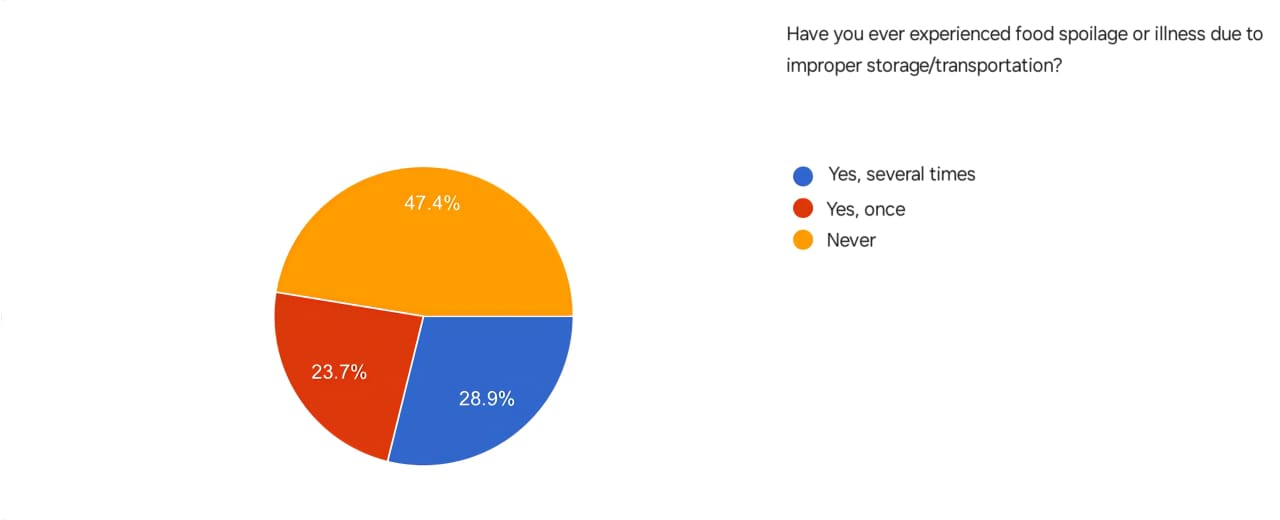 Have you ever experienced food spoilage or illness due to
improper storage/transportation?
Yes, several times
Yes, once
Never
47.4%
23.7%
28.9%